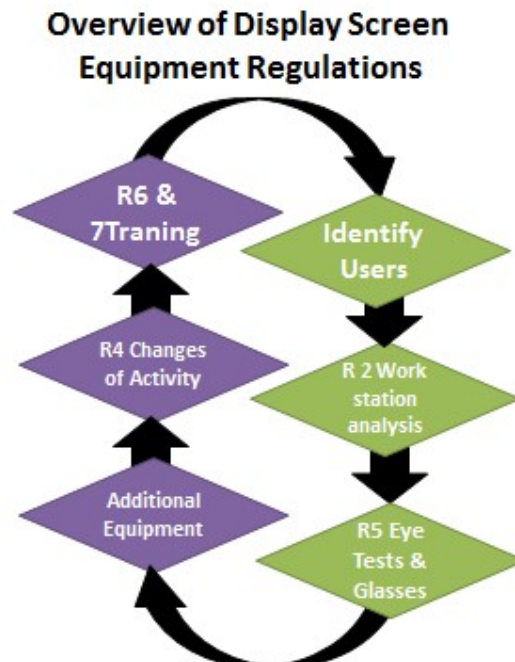 Overview of Display Screen
Equipment Regulations
R6 &
7Traning
Identify
Users
R4 Changes
of Activity
R 2 Work
station
analysis
Additional
Equipment
R5 Eye
Tests &
Glasses